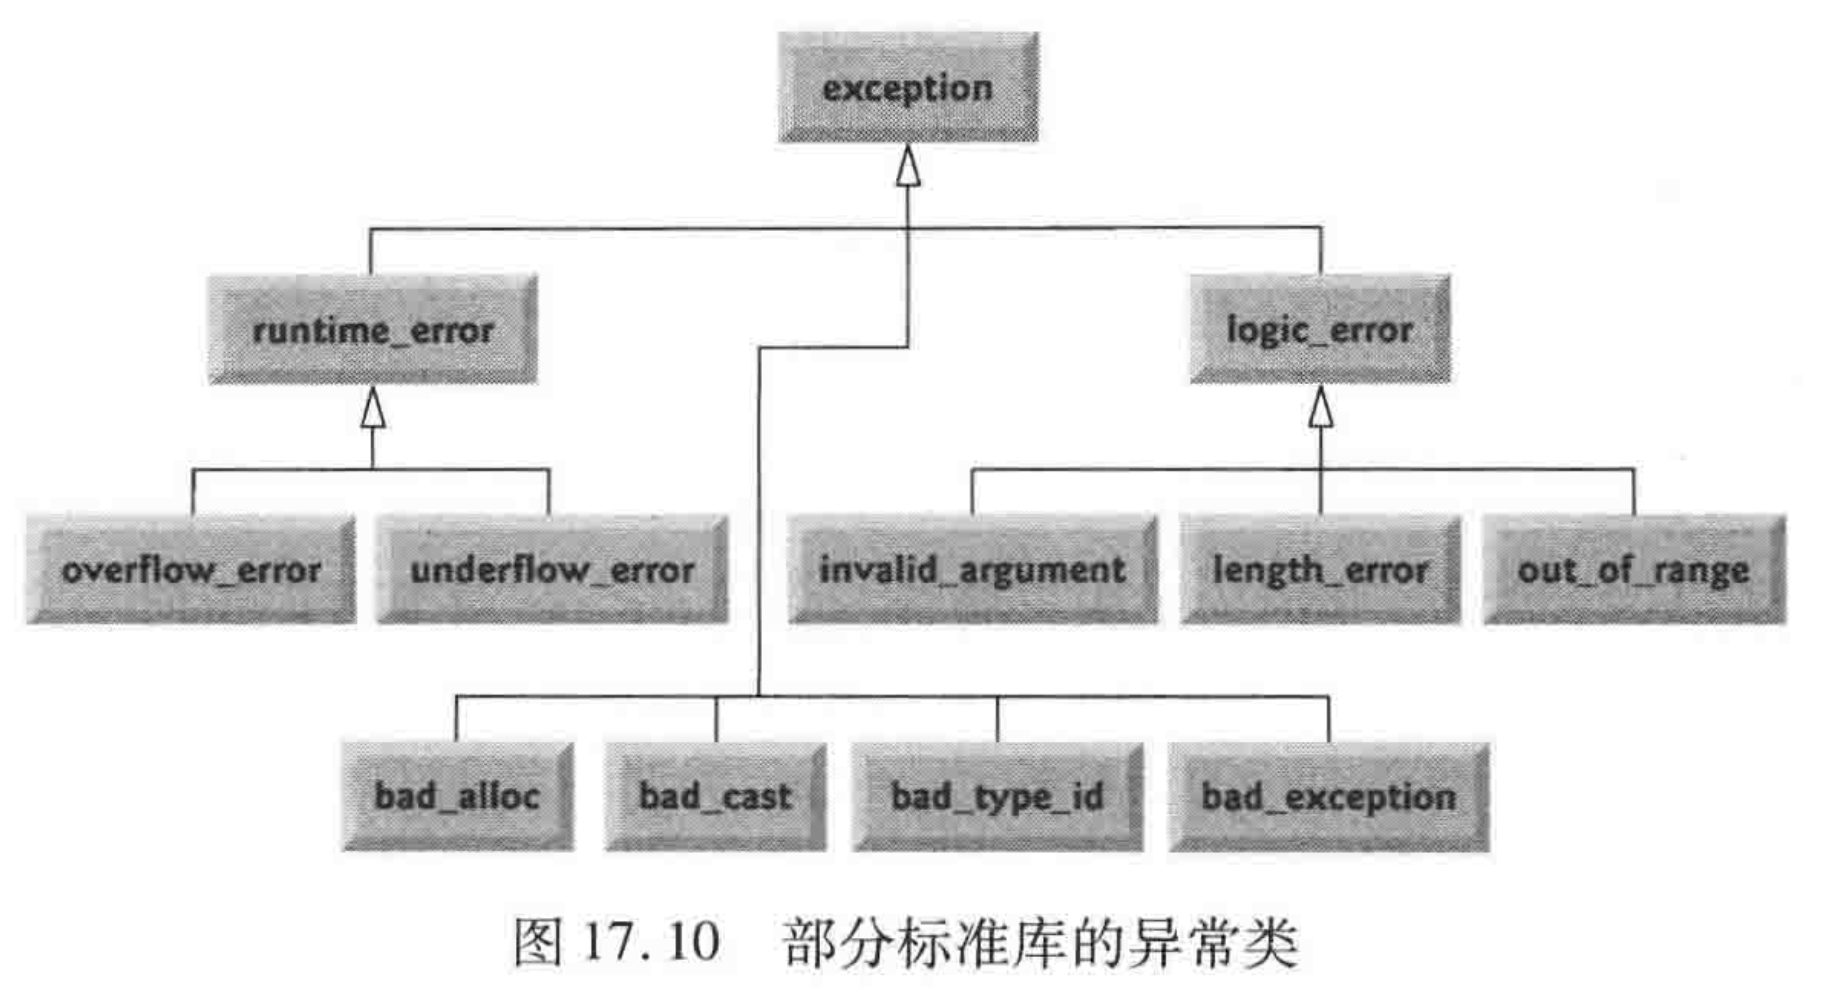 exception
runtime_error
logic_error
overflow_error
underflow_error
invalid_argument
length_error
out_of_range
bad_alloc
bad_cast
bad_type_id
bad_exception
图 17.10 部分标准库的异常类